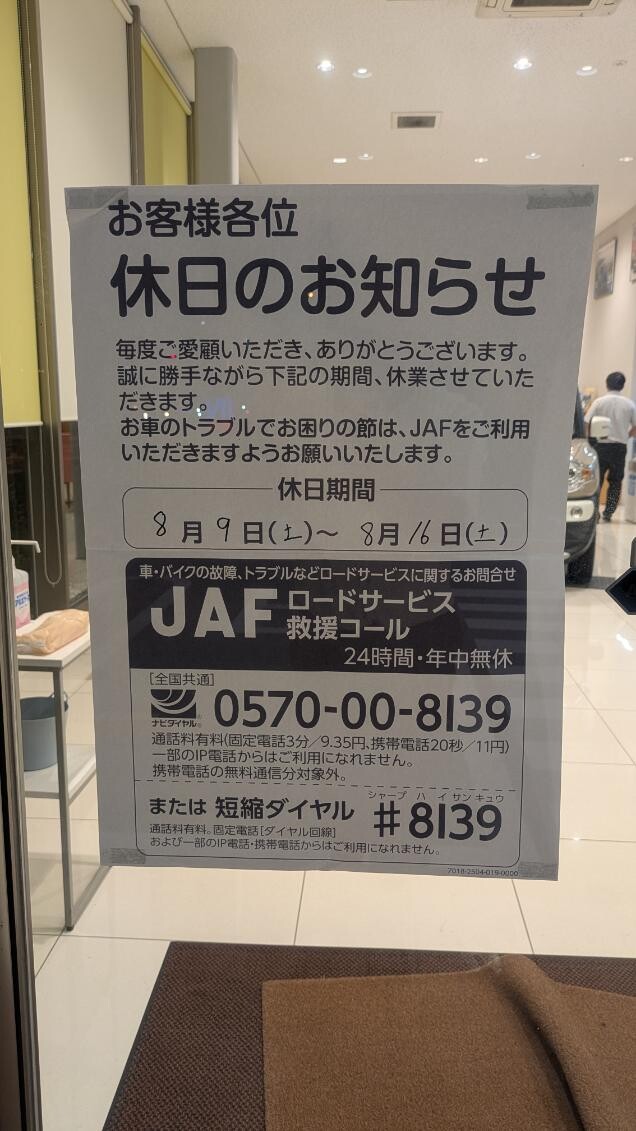 お客様各位
休日のお知らせ
毎度ご愛顧いただき、ありがとうございます。
誠に勝手ながら下記の期間、休業させていた
だきます。
お車のトラブルでお困りの節は、JAFをご利用
いただきますようお願いいたします。
休日期間
8月9日(土)～8月16日(土)
車・バイクの故障、トラブルなどロードサービスに関するお問合せ
JAF ロードサービス
救援コール
24時間・年中無休
[全国共通]
ナビダイヤル® 0570-00-8139
通話料有料(固定電話3分/9.35円、携帯電話20秒/11円)
一部のIP電話からはご利用になれません。
携帯電話の無料通信分対象外。
シャープ ハ イ サン キュウ
または 短縮ダイヤル #8139
通話料有料。固定電話[ダイヤル回線]
および一部のIP電話・携帯電話からはご利用になれません。
7018-2504-019-0000